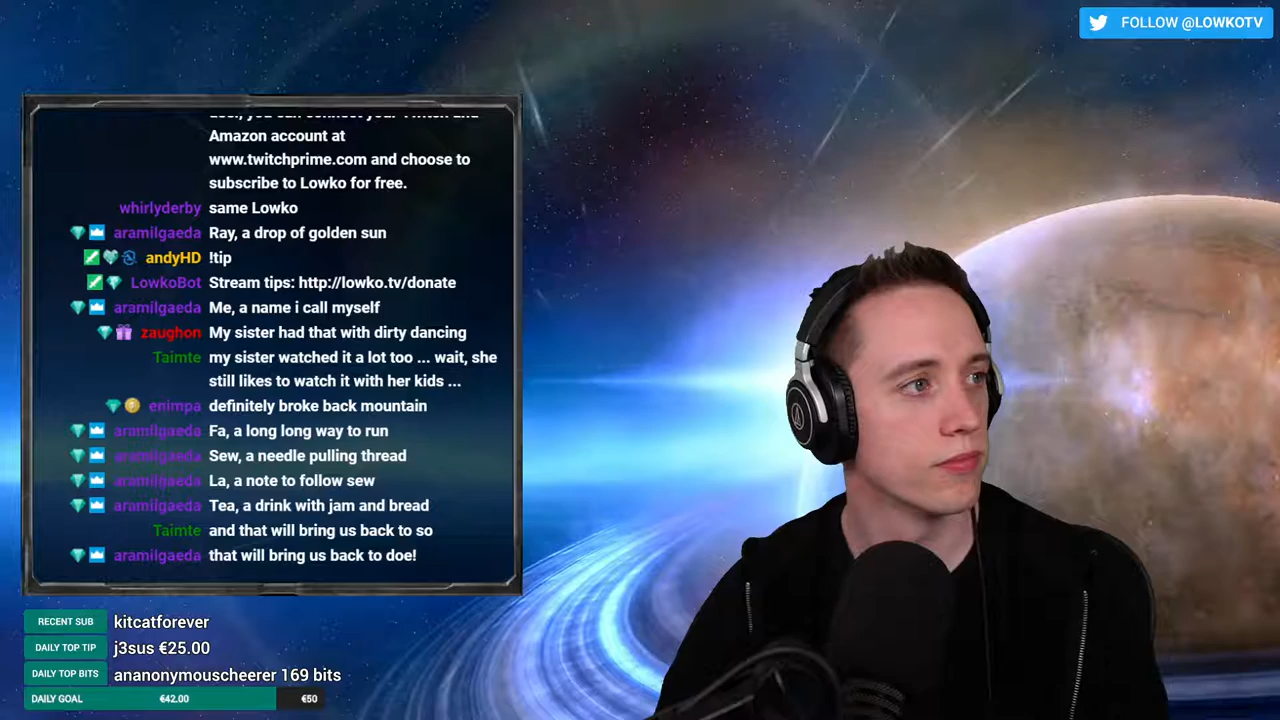 FOLLOW @LOWKOTV
Amazon account at
www.twitchprime.com and choose to
subscribe to Lowko for free.
whirlyderby same Lowko
aramilgaeda Ray, a drop of golden sun
andyHD !tip
LowkoBot Stream tips: http://lowko.tv/donate
aramilgaeda Me, a name i call myself
zaughon My sister had that with dirty dancing
Taimte my sister watched it a lot too ... wait, she
still likes to watch it with her kids ...
enimpa definitely broke back mountain
aramilgaeda Fa, a long long way to run
aramilgaeda Sew, a needle pulling thread
aramilgaeda La, a note to follow sew
aramilgaeda Tea, a drink with jam and bread
Taimte and that will bring us back to so
aramilgaeda that will bring us back to doe!
RECENT SUB kitcatforever
DAILY TOP TIP j3sus €25.00
DAILY TOP BITS ananonymouscheerer 169 bits
DAILY GOAL €42.00 €50